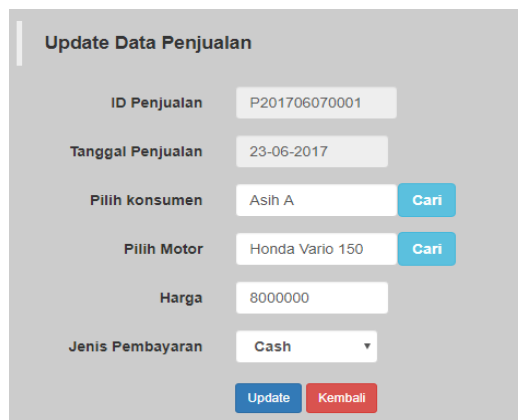 Update Data Penjualan
ID Penjualan P201706070001
Tanggal Penjualan 23-06-2017
Pilih konsumen Asih A Cari
Pilih Motor Honda Vario 150 Cari
Harga 8000000
Jenis Pembayaran Cash
Update Kembali